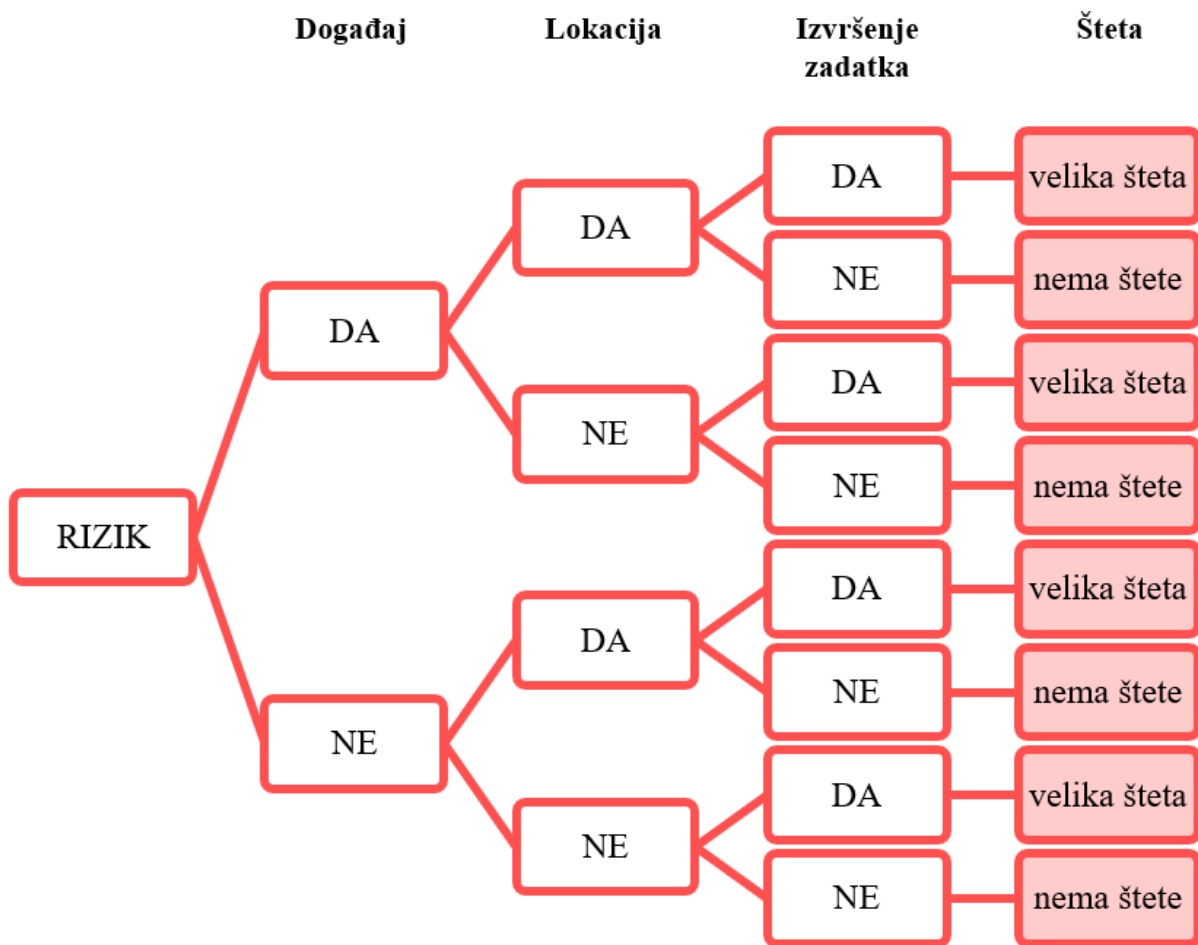 Događaj
Lokacija
Izvršenje
zadatka
Šteta
DA
velika šteta
DA
NE
nema štete
DA
DA
velika šteta
NE
NE
nema štete
RIZIK
DA
velika šteta
DA
NE
nema štete
NE
DA
velika šteta
NE
NE
nema štete